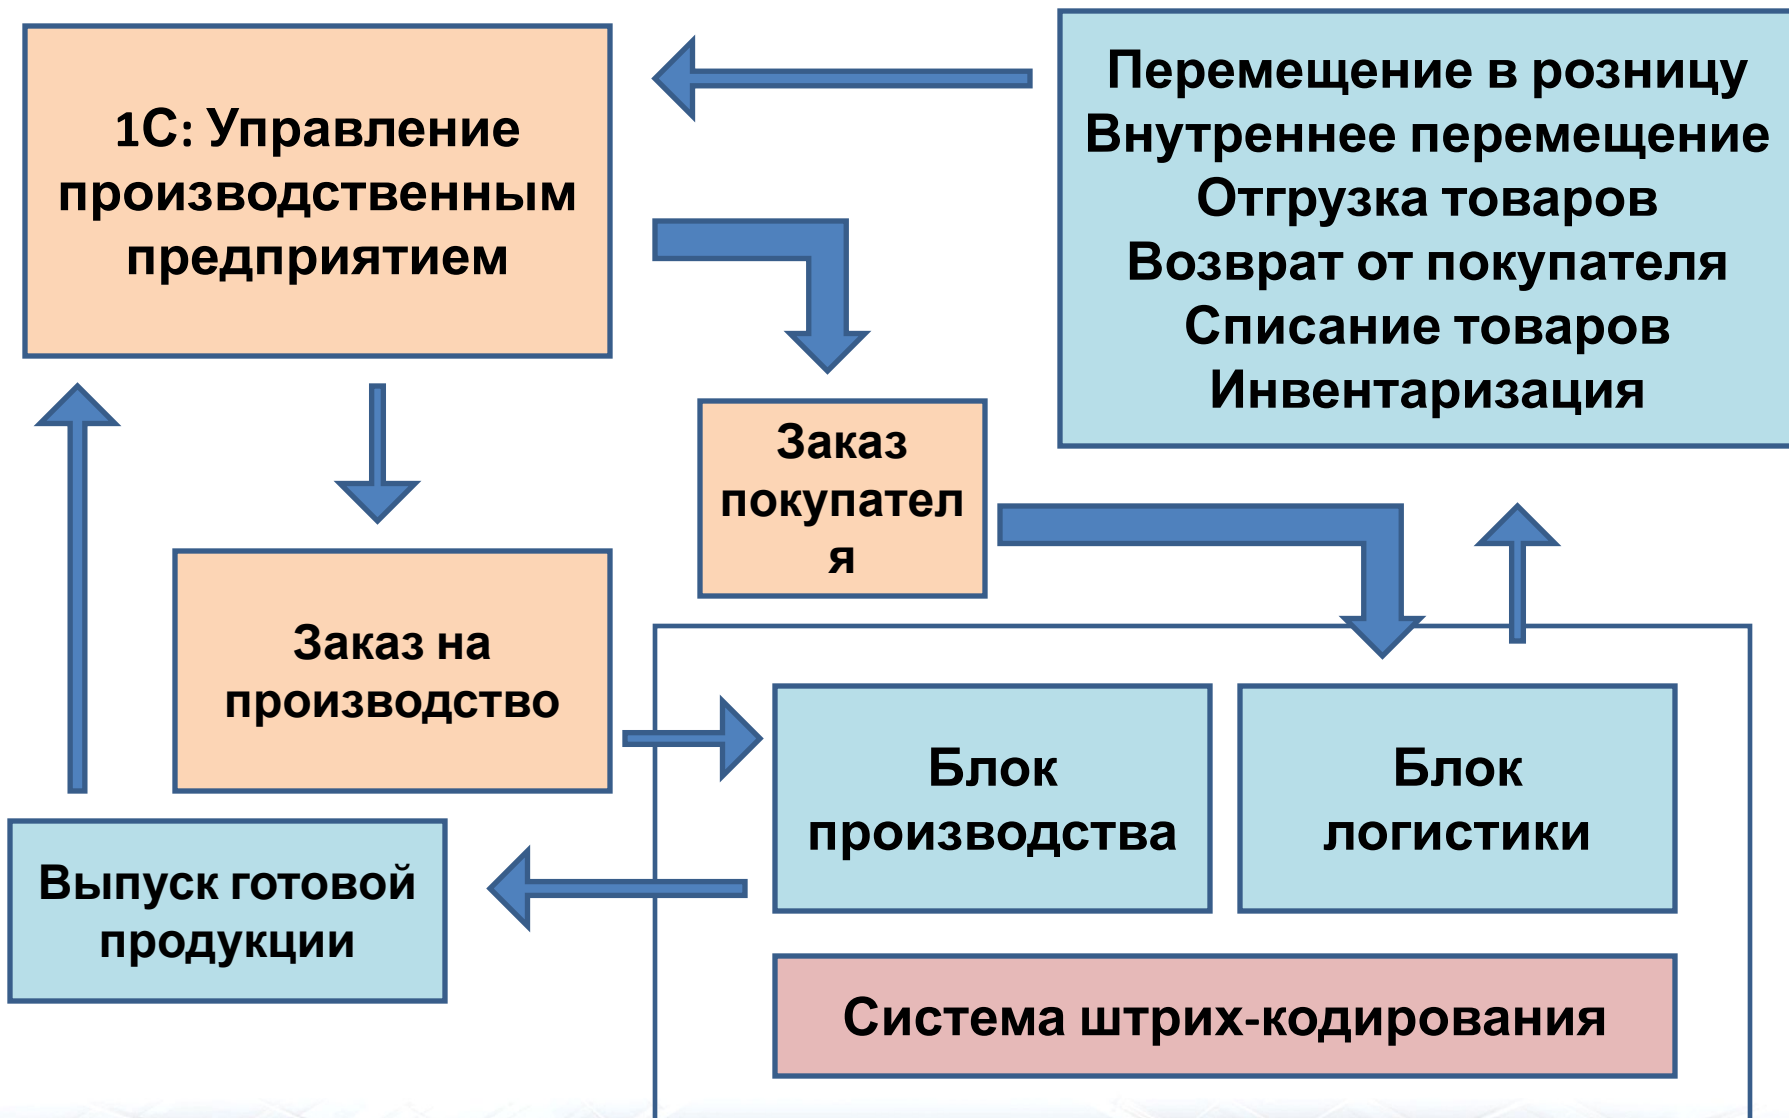 1С: Управление
производственным
предприятием
Перемещение в розницу
Внутреннее перемещение
Отгрузка товаров
Возврат от покупателя
Списание товаров
Инвентаризация
Заказ
покупател
я
Заказ на
производство
Блок
производства
Блок
логистики
Выпуск готовой
продукции
Система штрих-кодирования